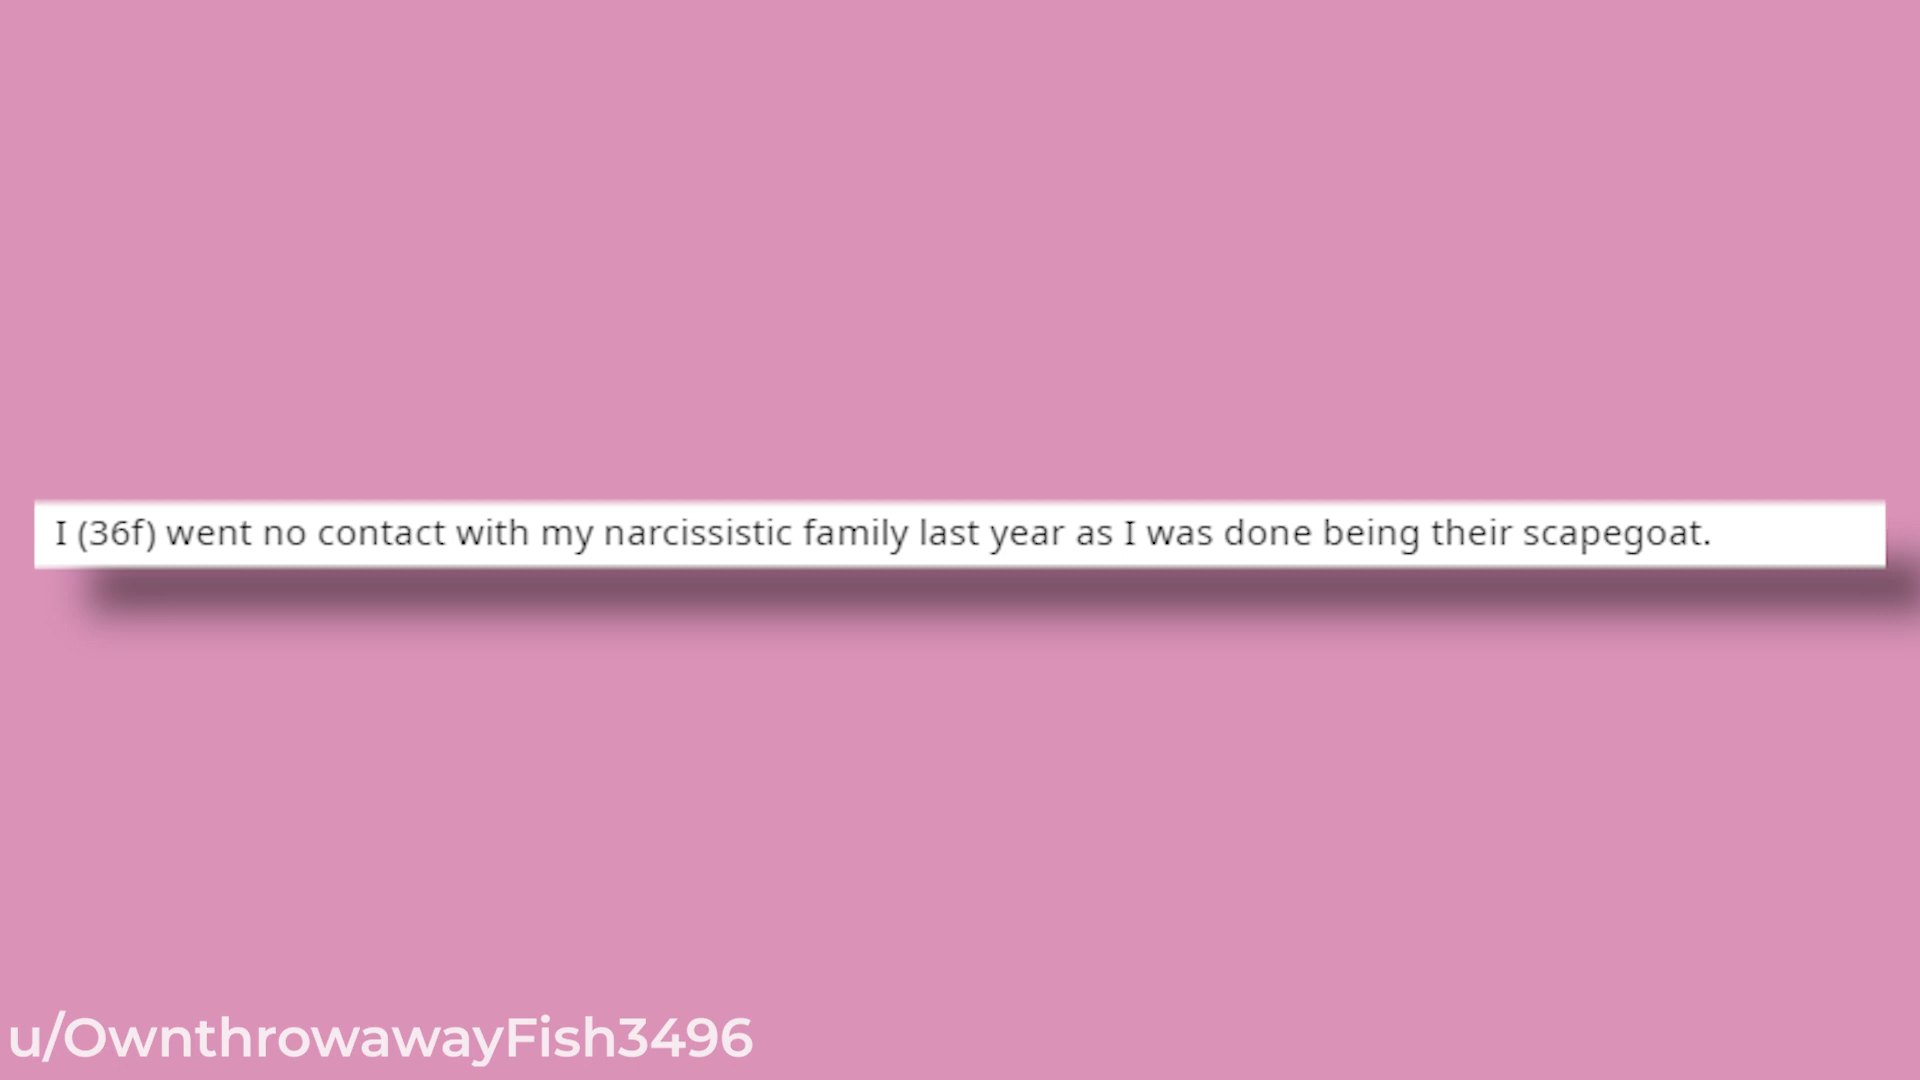 I (36f) went no contact with my narcissistic family last year as I was done being their scapegoat.
u/OwnthrowawayFish3496